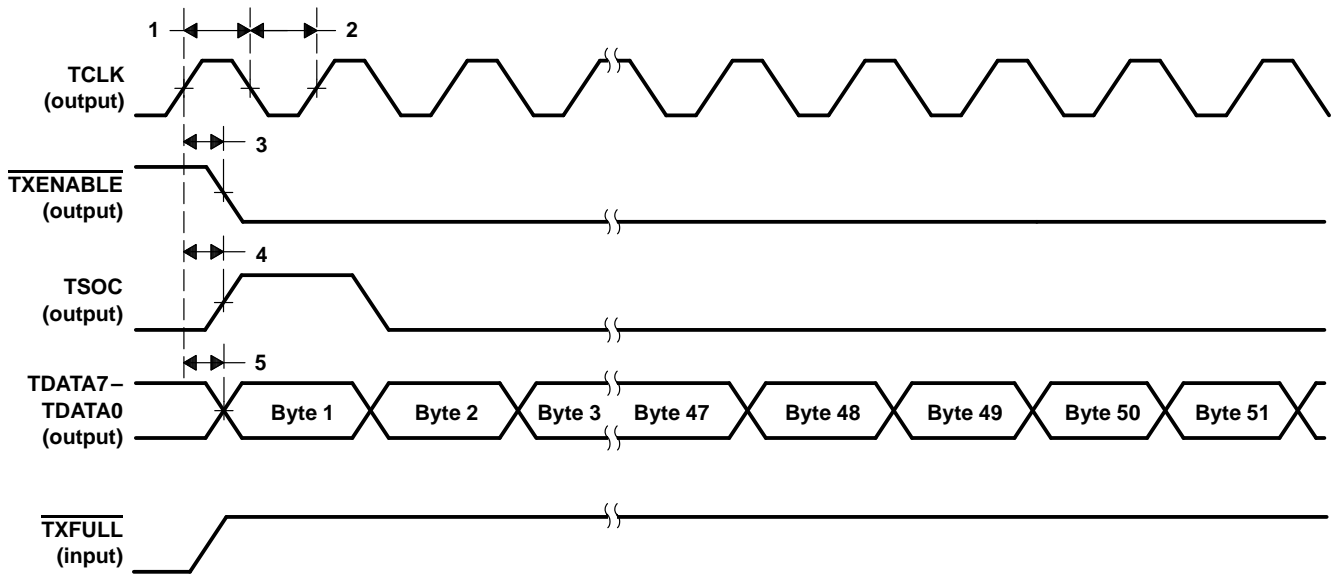 1
2
TCLK
(output)
3
TXENABLE
(output)
4
TSOC
(output)
5
TDATA7–
TDATA0
(output)
Byte 1 Byte 2 Byte 3 Byte 47 Byte 48 Byte 49 Byte 50 Byte 51
TXFULL
(input)